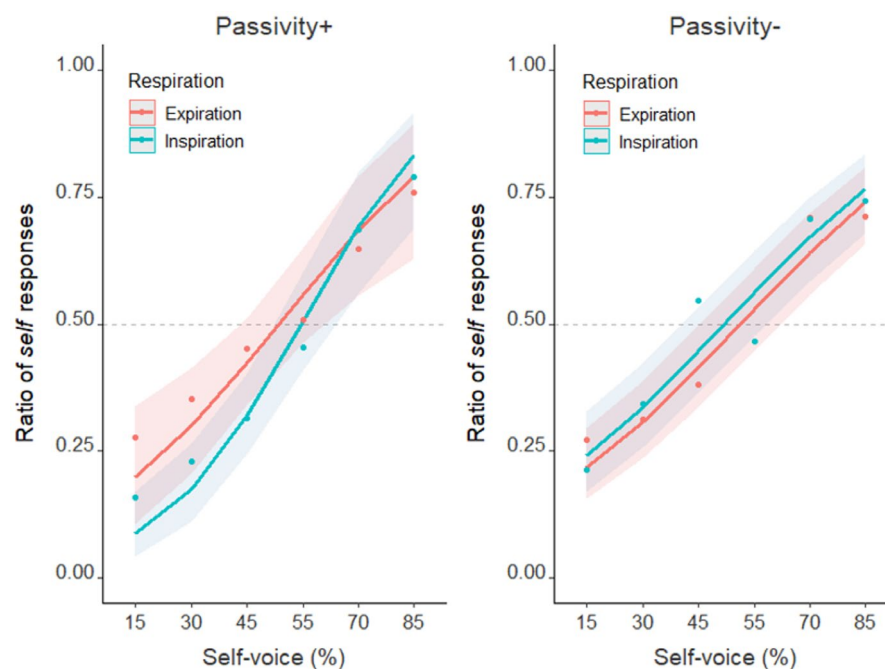 Passivity+
Ratio of self responses
1.00
0.75
0.50
0.25
0.00
Respiration
Expiration
Inspiration
15 30 45 55 70 85
Self-voice (%)
Passivity-
Ratio of self responses
1.00
0.75
0.50
0.25
0.00
Respiration
Expiration
Inspiration
15 30 45 55 70 85
Self-voice (%)